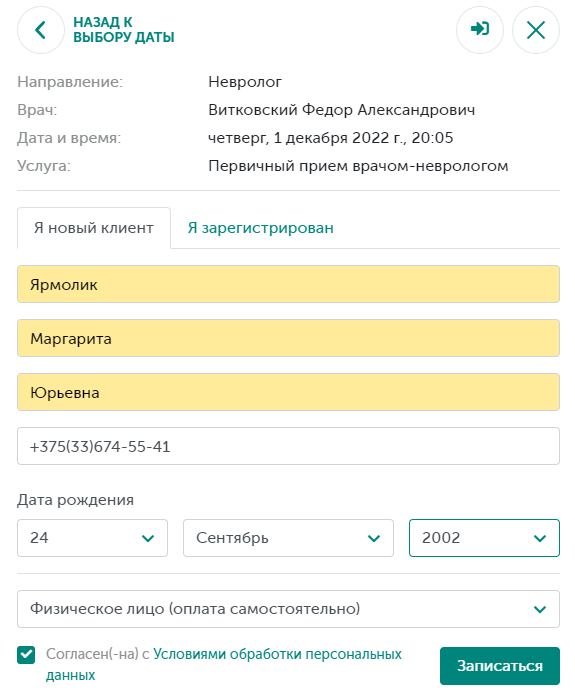 НАЗАД К
ВЫБОРУ ДАТЫ
Направление: Невролог
Врач: Витковский Федор Александрович
Дата и время: четверг, 1 декабря 2022 г., 20:05
Услуга: Первичный прием врачом-неврологом
Я новый клиент Я зарегистрирован
Ярмолик
Маргарита
Юрьевна
+375(33)674-55-41
Дата рождения
24 Сентябрь 2002
Физическое лицо (оплата самостоятельно)
Согласен(-на) с Условиями обработки персональных
данных
Записаться